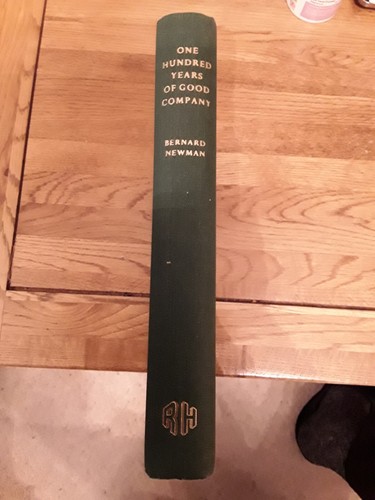 ONE
HUNDRED
YEARS
OF GOOD
COMPANY
BERNARD
NEWMAN
RH